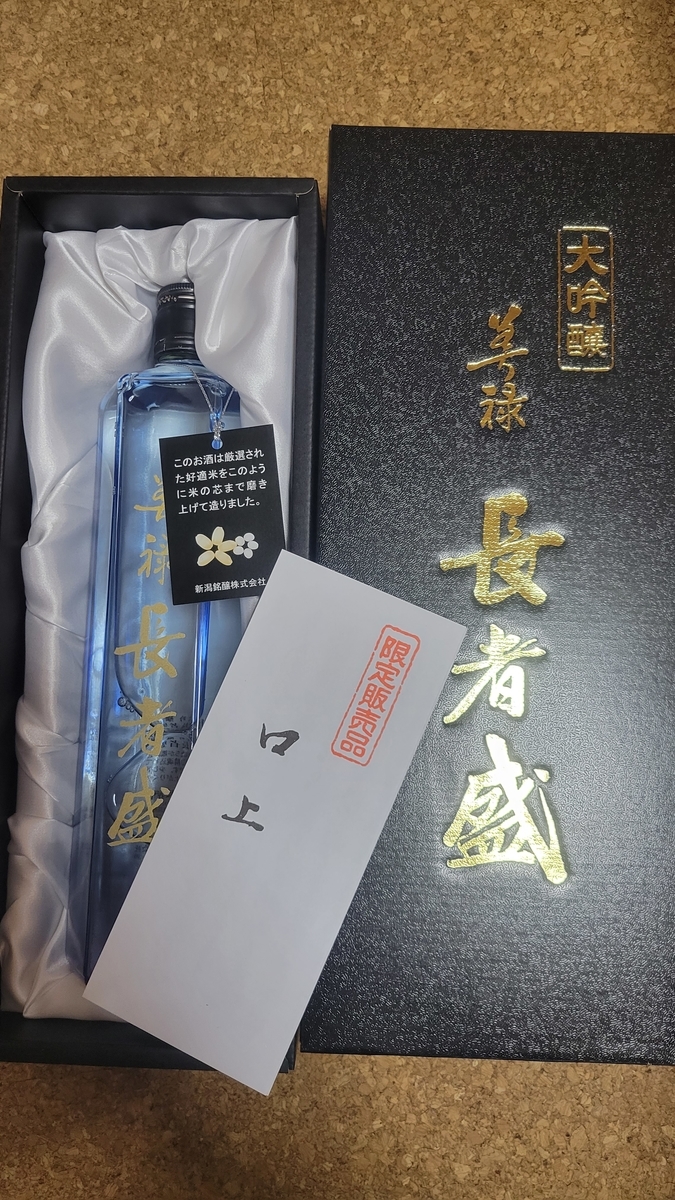 大吟醸
美禄
長者盛
美禄
長者盛
このお酒は厳選され
た好適米をこのよう
に米の芯まで磨き
上げて造りました。
新潟銘醸株式会社
限定販売品
口上